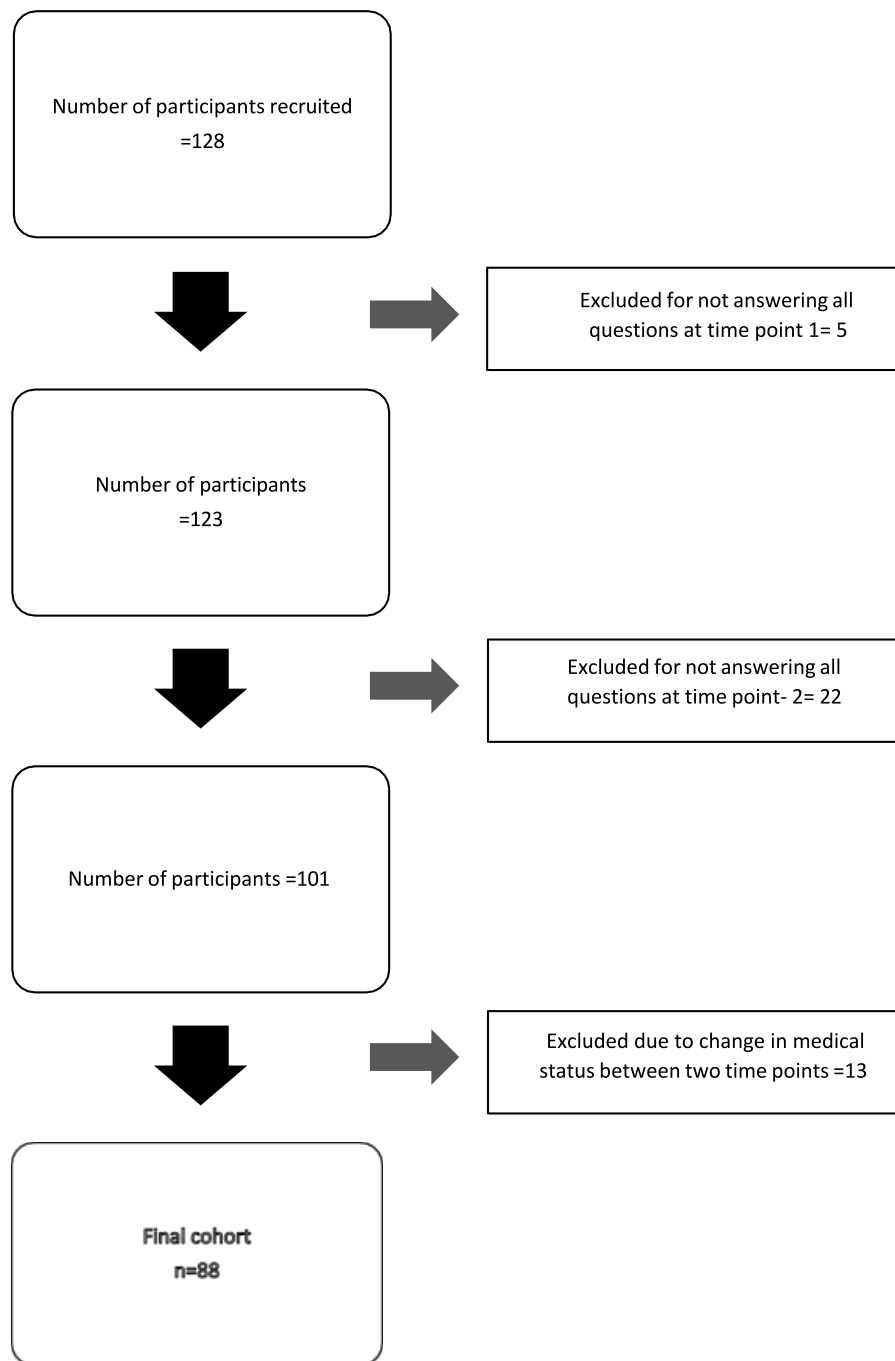 Number of participants recruited
=128
Excluded for not answering all
questions at time point 1= 5
Number of participants
=123
Excluded for not answering all
questions at time point- 2= 22
Number of participants =101
Excluded due to change in medical
status between two time points =13
Final cohort
n=88